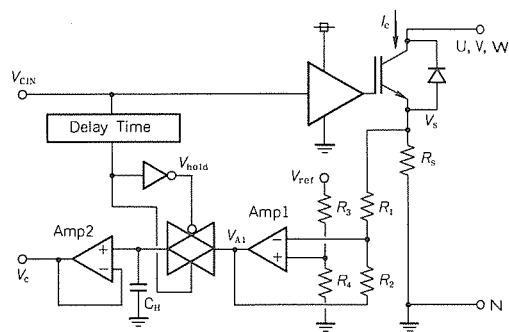 I_c
U, V, W
V_CIN
V_s
Delay Time
R_S
V_hold
V_ref
R_3
R_1
Amp1
Amp2
V_A1
R_4
R_2
V_c
C_H
N